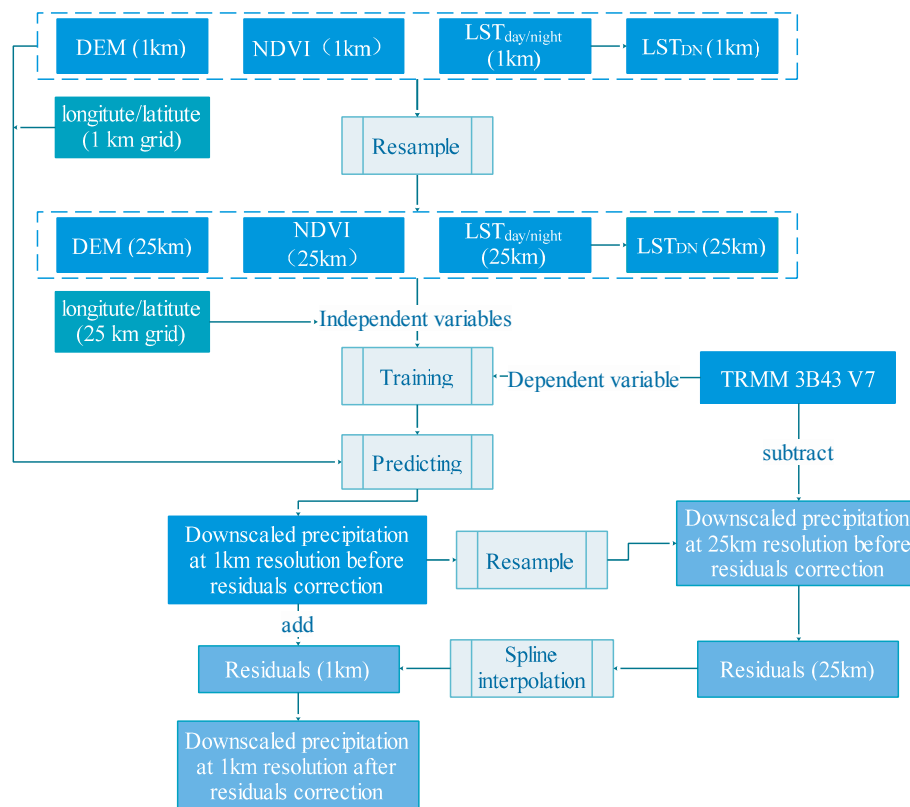 DEM (1km)
NDVI（1km）
LSTday/night
(1km)
LSTDN (1km)
longitute/latitute
(1 km grid)
Resample
DEM (25km)
NDVI
（25km）
LSTday/night
(25km)
LSTDN (25km)
longitute/latitute
(25 km grid)
Independent variables
Training
Dependent variable
TRMM 3B43 V7
Predicting
subtract
Downscaled precipitation
at 1km resolution before
residuals correction
Resample
Downscaled precipitation
at 25km resolution before
residuals correction
add
Residuals (1km)
Spline
interpolation
Residuals (25km)
Downscaled precipitation
at 1km resolution after
residuals correction